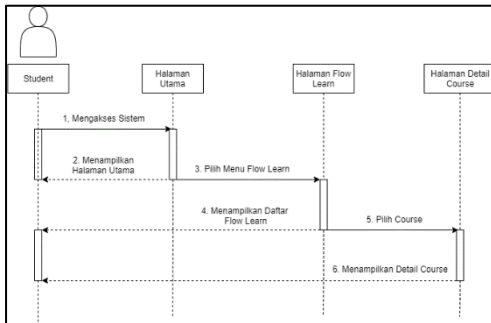 Student
Halaman
Utama
Halaman Flow
Learn
Halaman Detail
Course
1, Mengakses Sistem
2. Menampilkan
Halaman Utama
3. Pilih Menu Flow Learn
4. Menampilkan Daftar
Flow Learn
5. Pilih Course
6. Menampilkan Detail Course